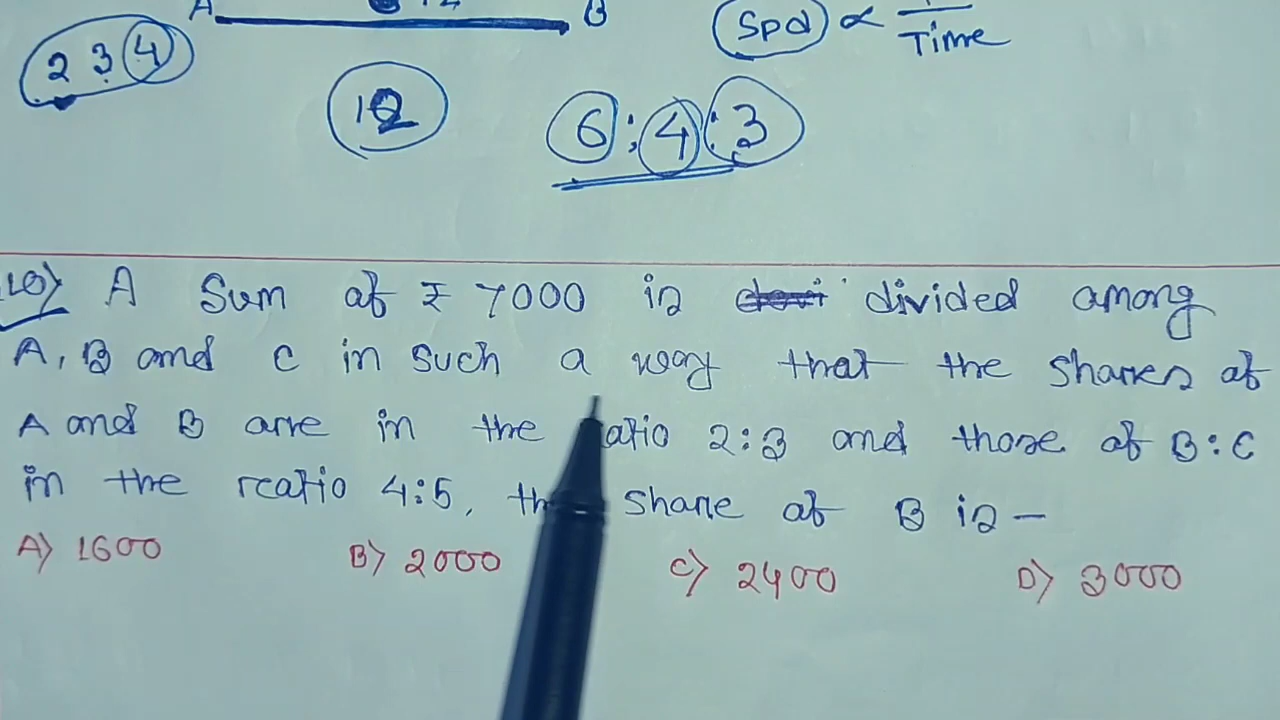 A B
Spd ∝ 1/Time
2 3 4
12
6:4:3
10) A Sum of ₹ 7000 is divided among
A, B and C in such a way that the shares of
A and B are in the ratio 2:3 and those of B:C
in the ratio 4:5, the share of B is —
A) 1600 B) 2000 C) 2400 D) 3000